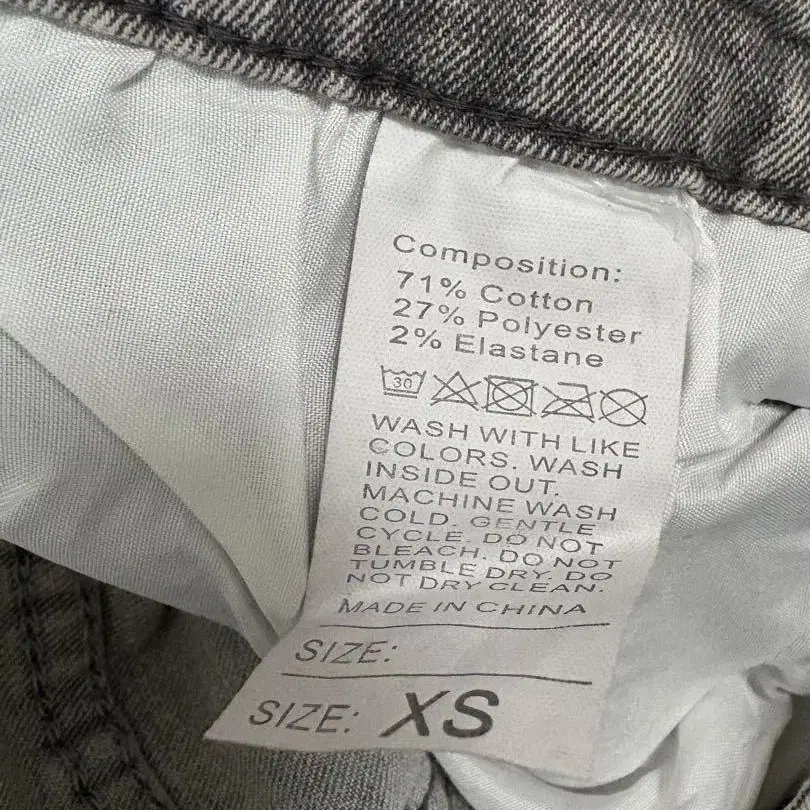 Composition:
71% Cotton
27% Polyester
2% Elastane
30
WASH WITH LIKE
COLORS. WASH
INSIDE OUT.
MACHINE WASH
COLD. GENTLE
CYCLE. DO NOT
BLEACH. DO NOT
TUMBLE DRY. DO
NOT DRY CLEAN.
MADE IN CHINA
SIZE:
SIZE: XS